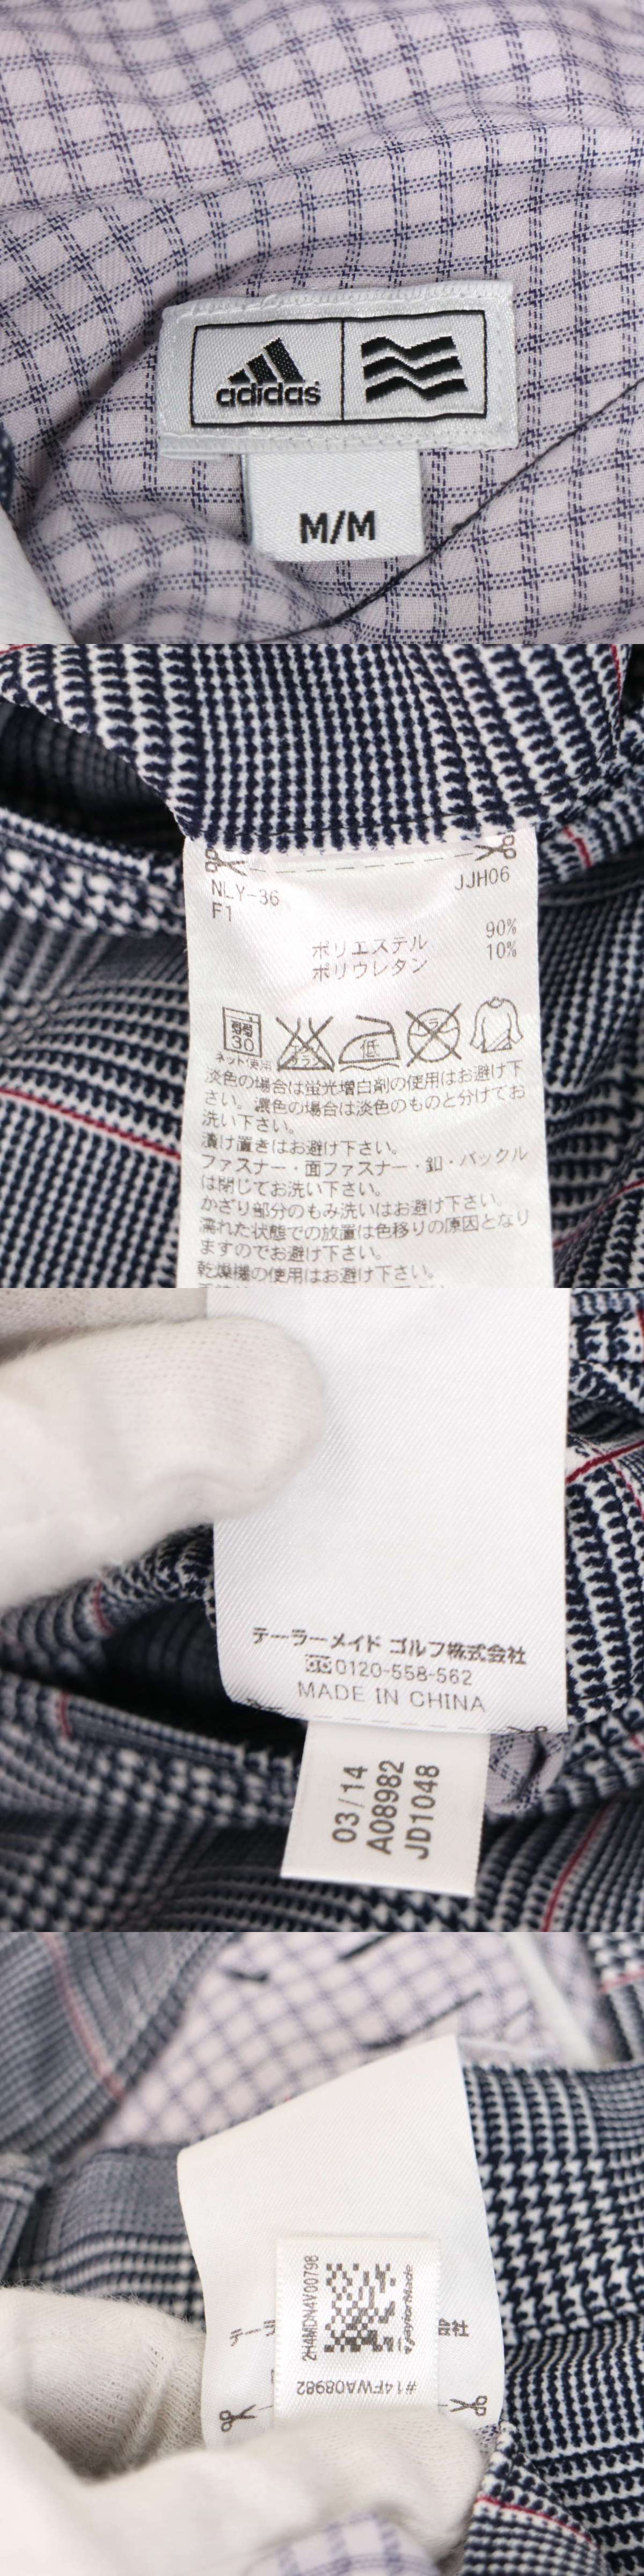 adidas
M/M
NLY-36
JJH06
F1
ポリエステル 90%
ポリウレタン 10%
30
ネット使用
低
淡色の場合は蛍光増白剤の使用はお避け下
さい。濃色の場合は淡色のものと分けてお
洗い下さい。
漬け置きはお避け下さい。
ファスナー・面ファスナー・釦・バックル
は閉じてお洗い下さい。
かざり部分のもみ洗いはお避け下さい。
濡れた状態での放置は色移りの原因となり
ますのでお避け下さい。
乾燥機の使用はお避け下さい。
テーラーメイド ゴルフ株式会社
0120-558-562
MADE IN CHINA
03/14
A08982
JD1048
2H4MDN4V00798
TaylorMade
#14FWA08982
テー
会社